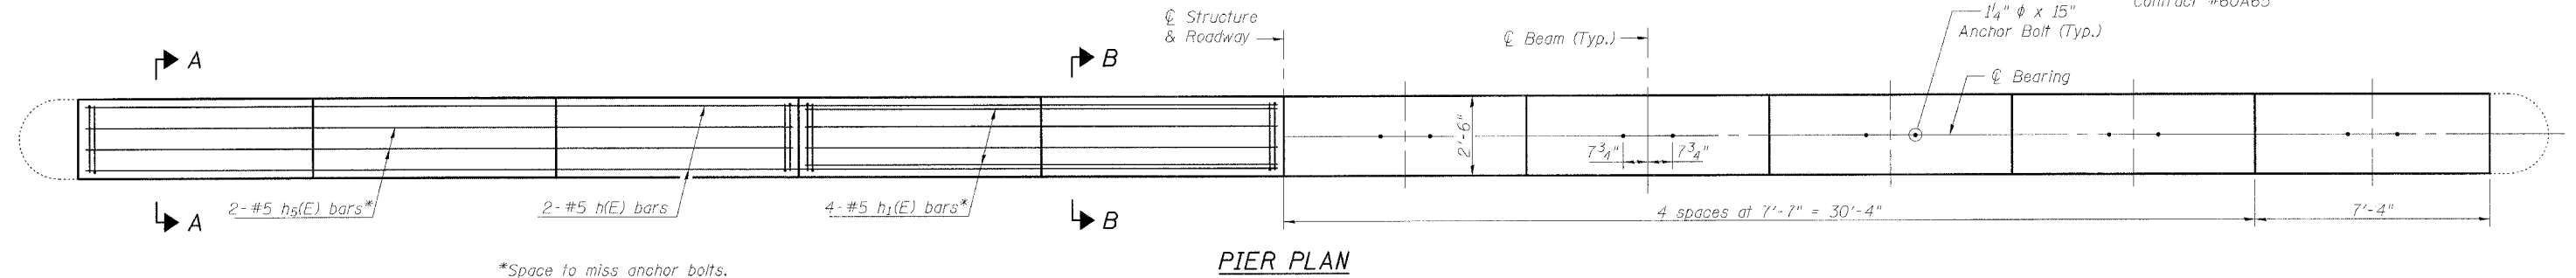 Contract #60A65
℄ Structure
& Roadway
℄ Beam (Typ.)
1¼" ϕ x 15"
Anchor Bolt (Typ.)
℄ Bearing
A
B
2'-6"
7¾"
7¾"
2-#5 h5(E) bars*
2-#5 h(E) bars
4-#5 h1(E) bars*
A
B
4 spaces at 7'-7" = 30'-4"
7'-4"
*Space to miss anchor bolts.
PIER PLAN